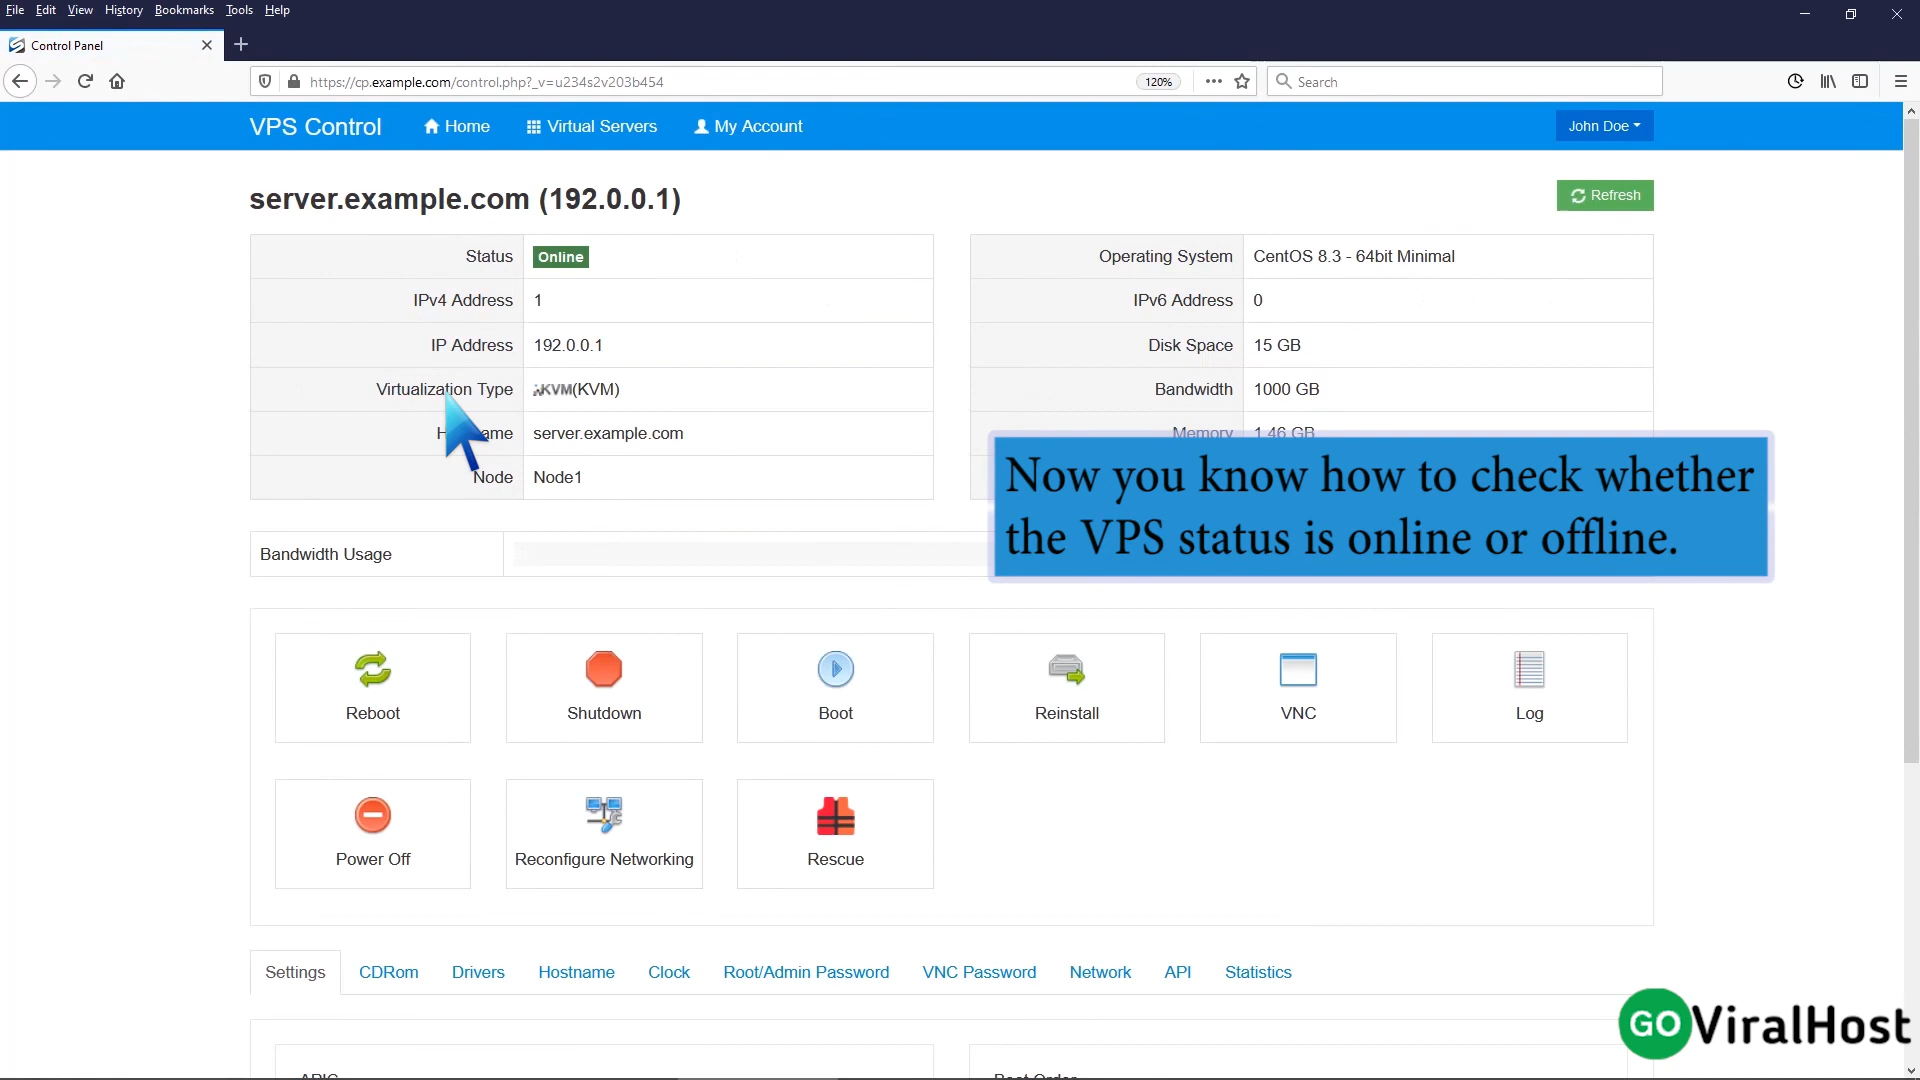 File Edit View History Bookmarks Tools Help
Control Panel
https://cp.example.com/control.php?_v=u234s2v203b454
120%
Search
VPS Control Home Virtual Servers My Account John Doe
server.example.com (192.0.0.1)
Refresh
Status Online
Operating System CentOS 8.3 - 64bit Minimal
IPv4 Address 1
IPv6 Address 0
IP Address 192.0.0.1
Disk Space 15 GB
Virtualization Type KVM(KVM)
Bandwidth 1000 GB
server.example.com
Memory 1.46 GB
Node Node1
Now you know how to check whether
the VPS status is online or offline.
Bandwidth Usage
Reboot Shutdown Boot Reinstall VNC Log
Power Off Reconfigure Networking Rescue
Settings CDRom Drivers Hostname Clock Root/Admin Password VNC Password Network API Statistics
GO ViralHost